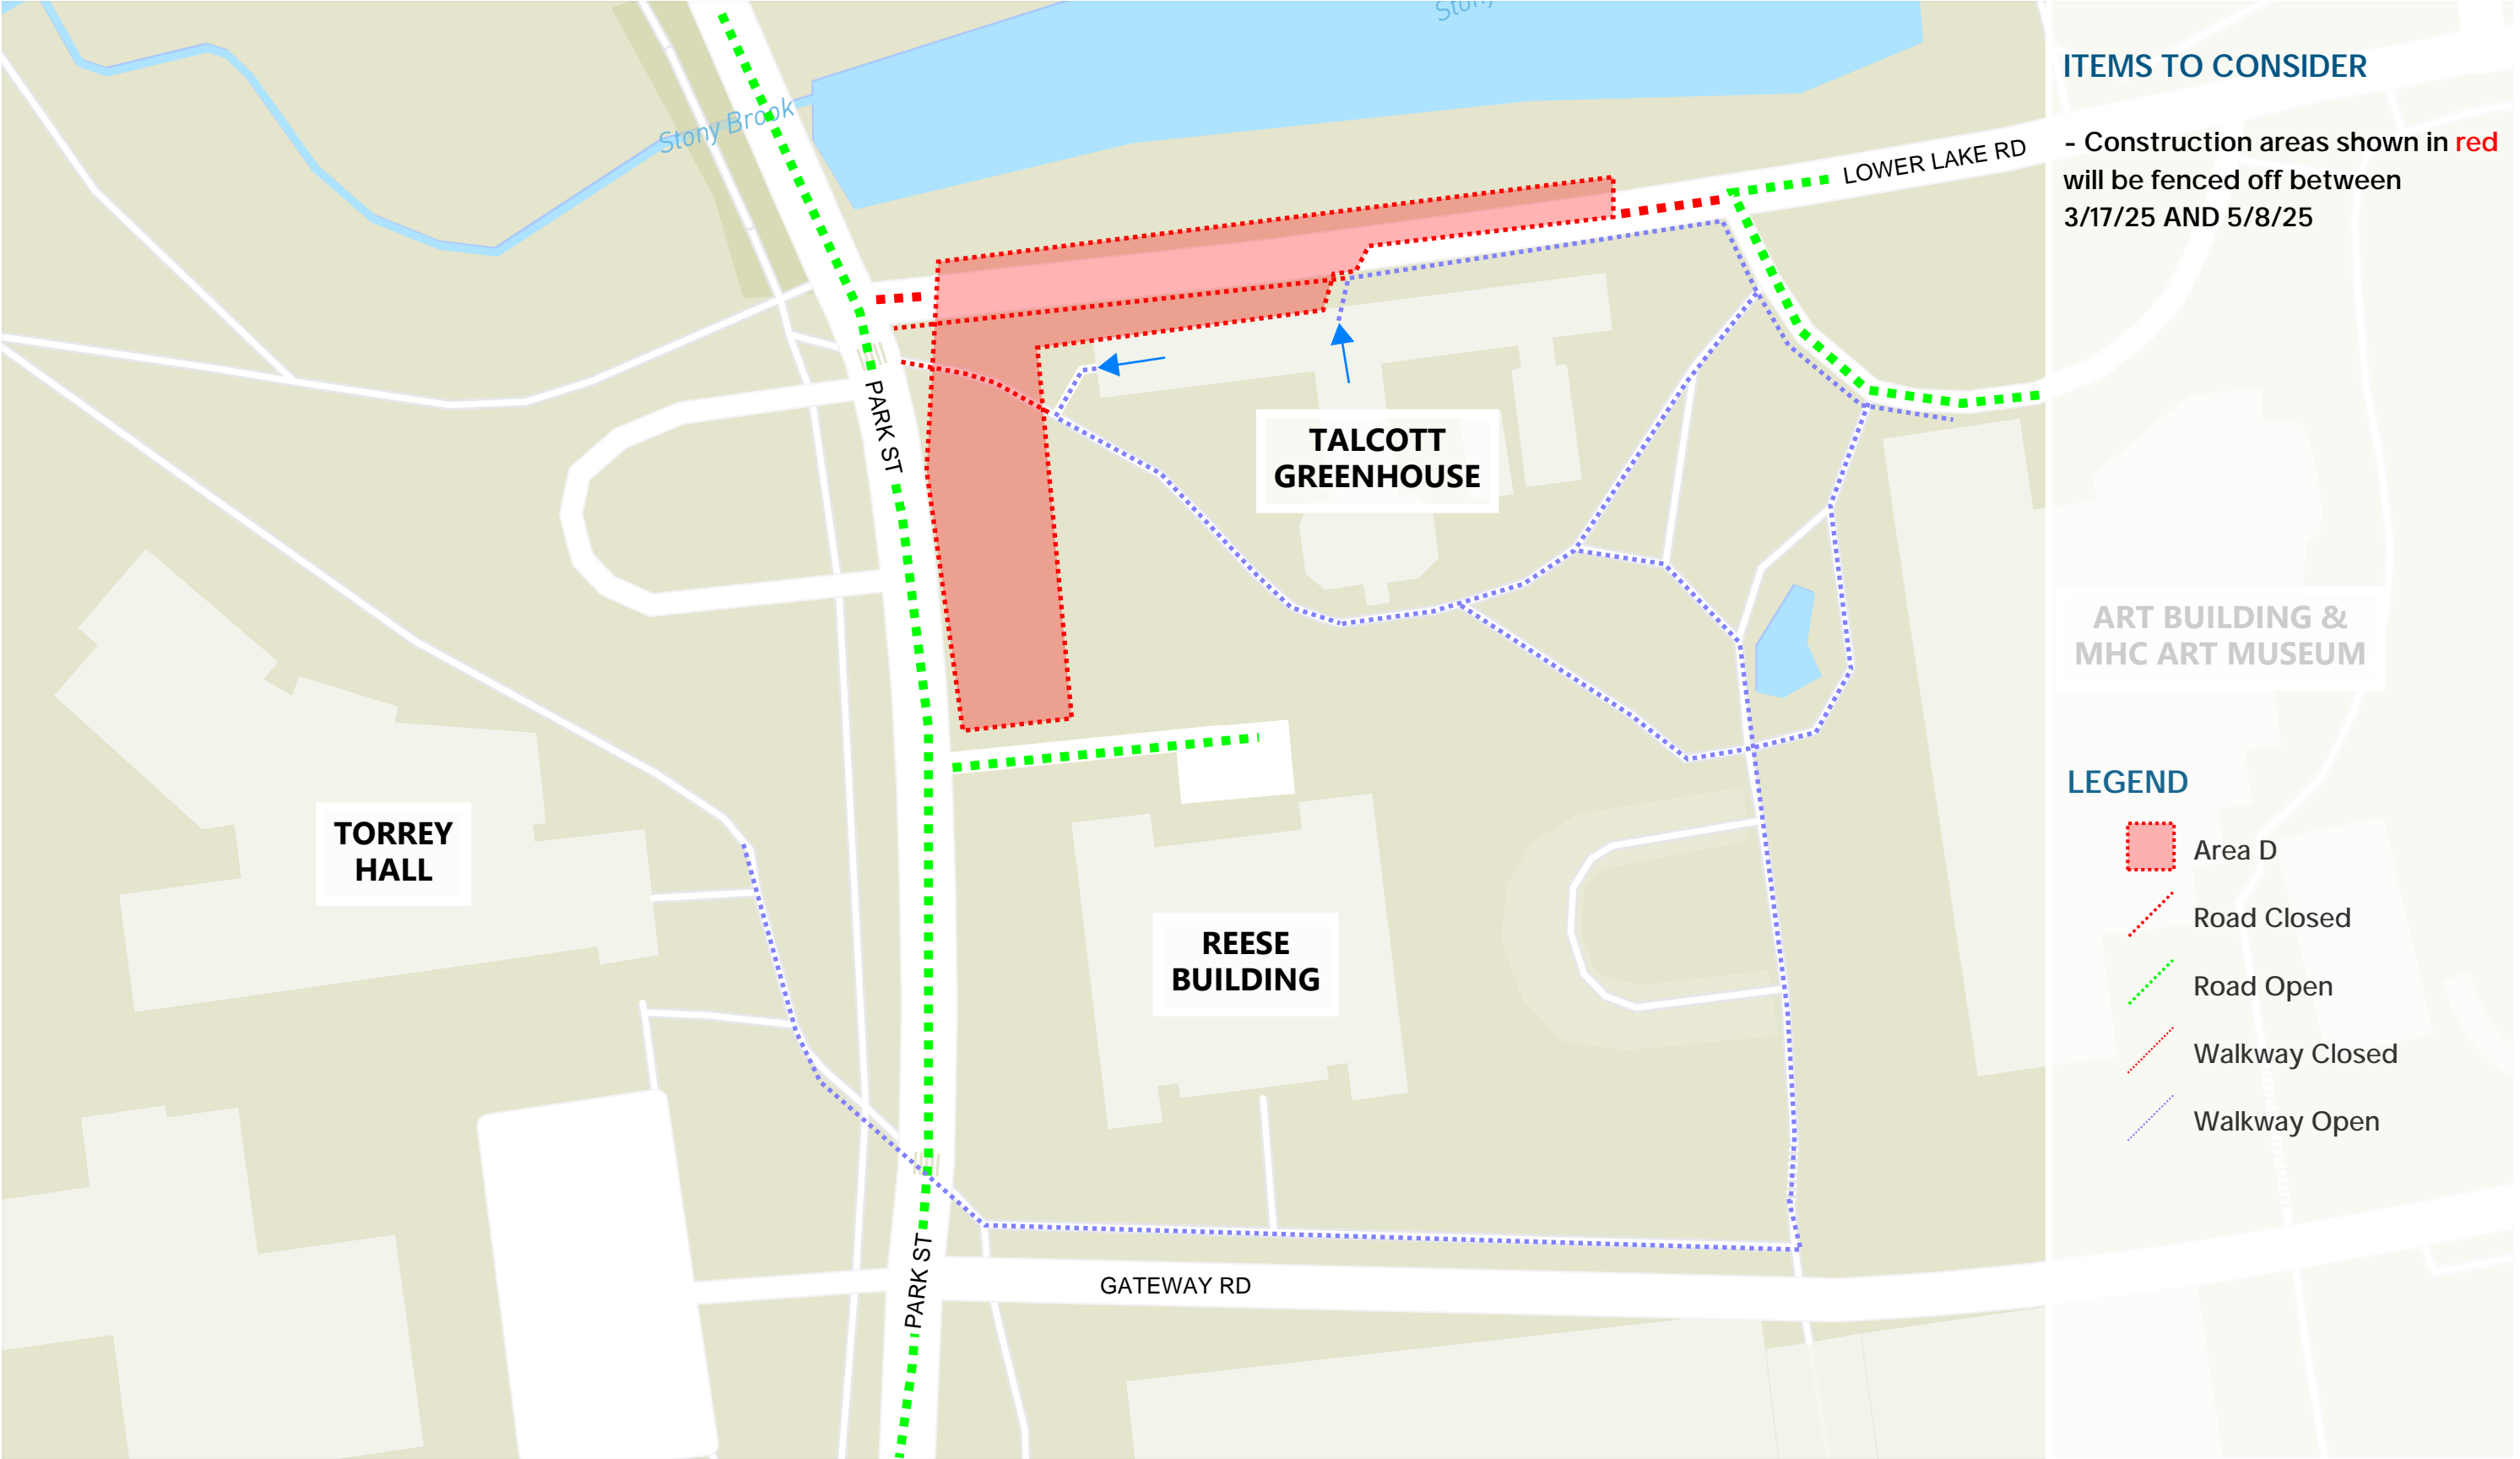 Stony
ITEMS TO CONSIDER
Stony Brook
LOWER LAKE RD
- Construction areas shown in red
will be fenced off between
3/17/25 AND 5/8/25
PARK ST
TALCOTT
GREENHOUSE
ART BUILDING &
MHC ART MUSEUM
TORREY
HALL
REESE
BUILDING
LEGEND
Area D
Road Closed
Road Open
Walkway Closed
Walkway Open
PARK ST
GATEWAY RD